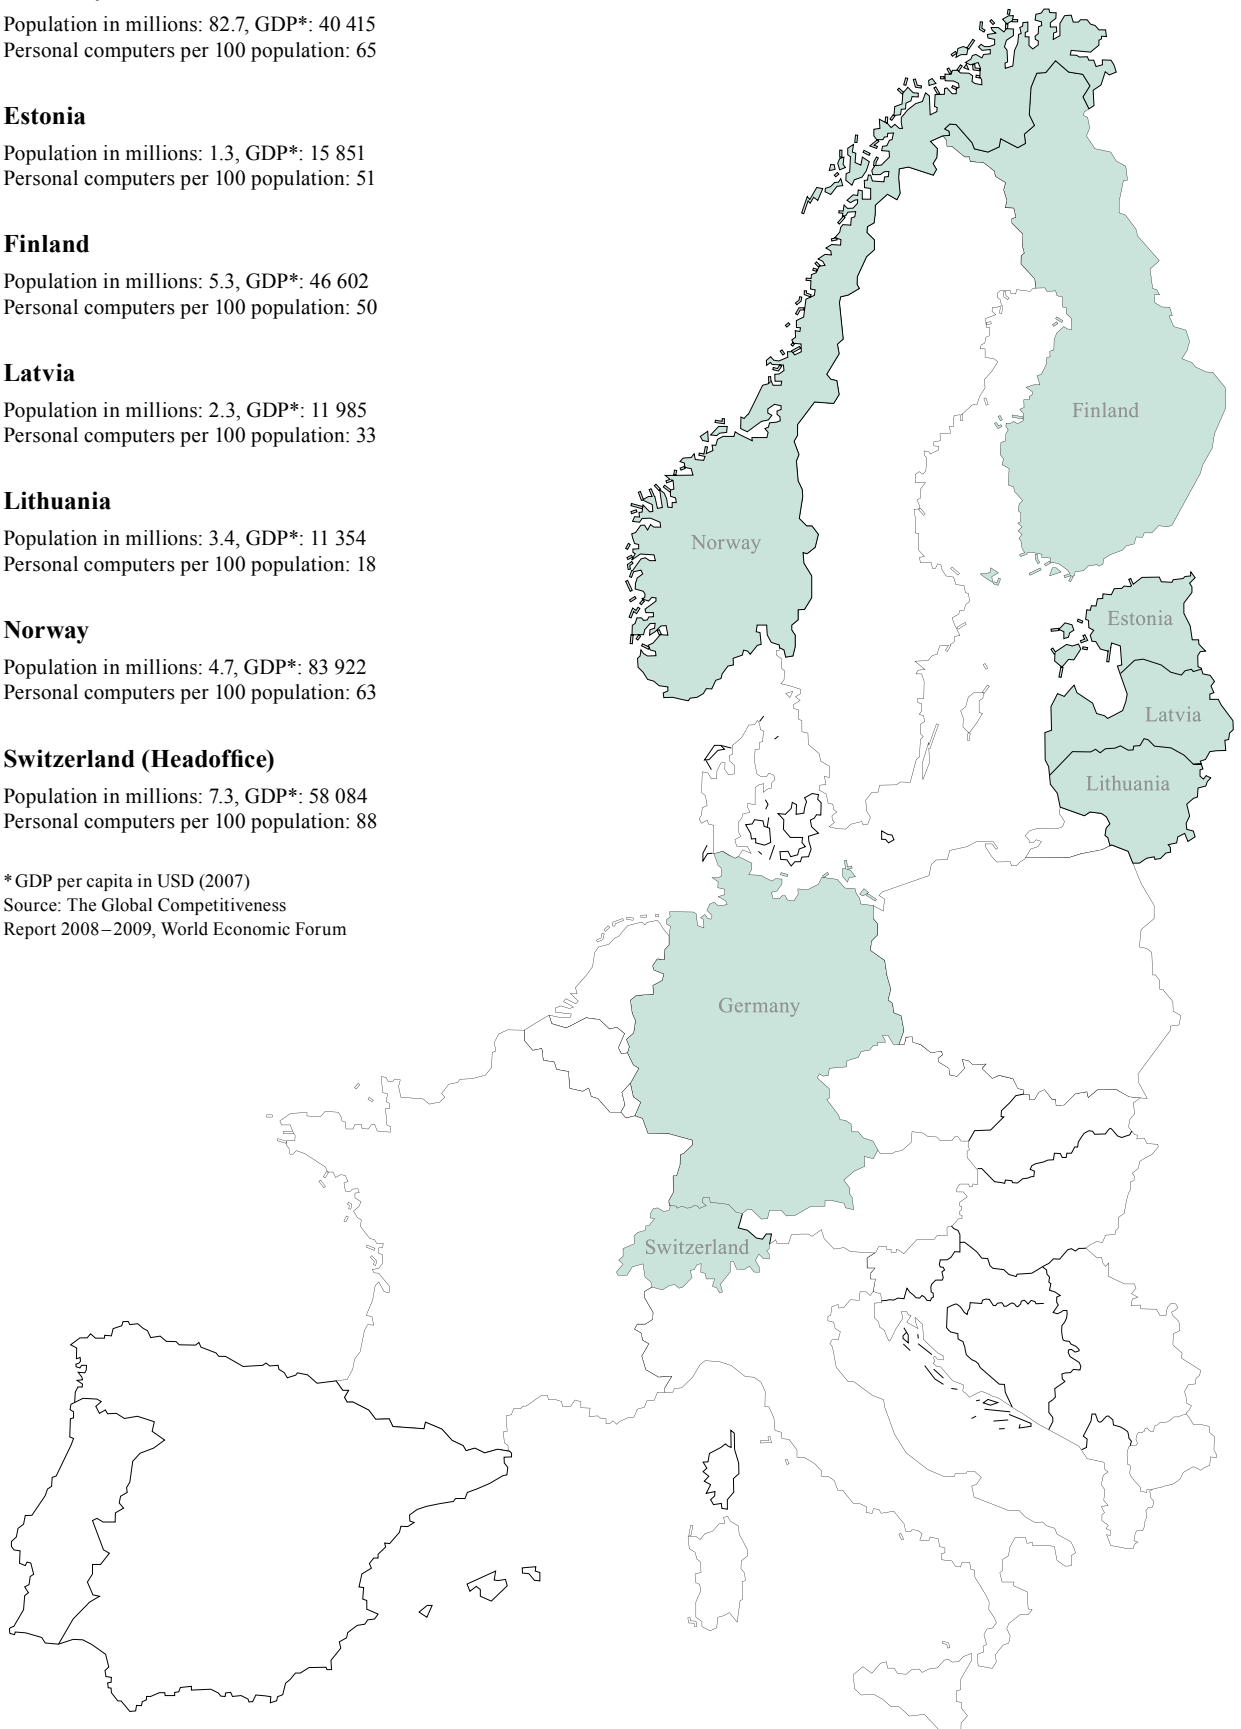 Population in millions: 82.7, GDP*: 40 415
Personal computers per 100 population: 65
Estonia
Population in millions: 1.3, GDP*: 15 851
Personal computers per 100 population: 51
Finland
Population in millions: 5.3, GDP*: 46 602
Personal computers per 100 population: 50
Latvia
Population in millions: 2.3, GDP*: 11 985
Personal computers per 100 population: 33
Lithuania
Population in millions: 3.4, GDP*: 11 354
Personal computers per 100 population: 18
Norway
Population in millions: 4.7, GDP*: 83 922
Personal computers per 100 population: 63
Switzerland (Headoffice)
Population in millions: 7.3, GDP*: 58 084
Personal computers per 100 population: 88
* GDP per capita in USD (2007)
Source: The Global Competitiveness
Report 2008–2009, World Economic Forum
Finland
Norway
Estonia
Latvia
Lithuania
Germany
Switzerland